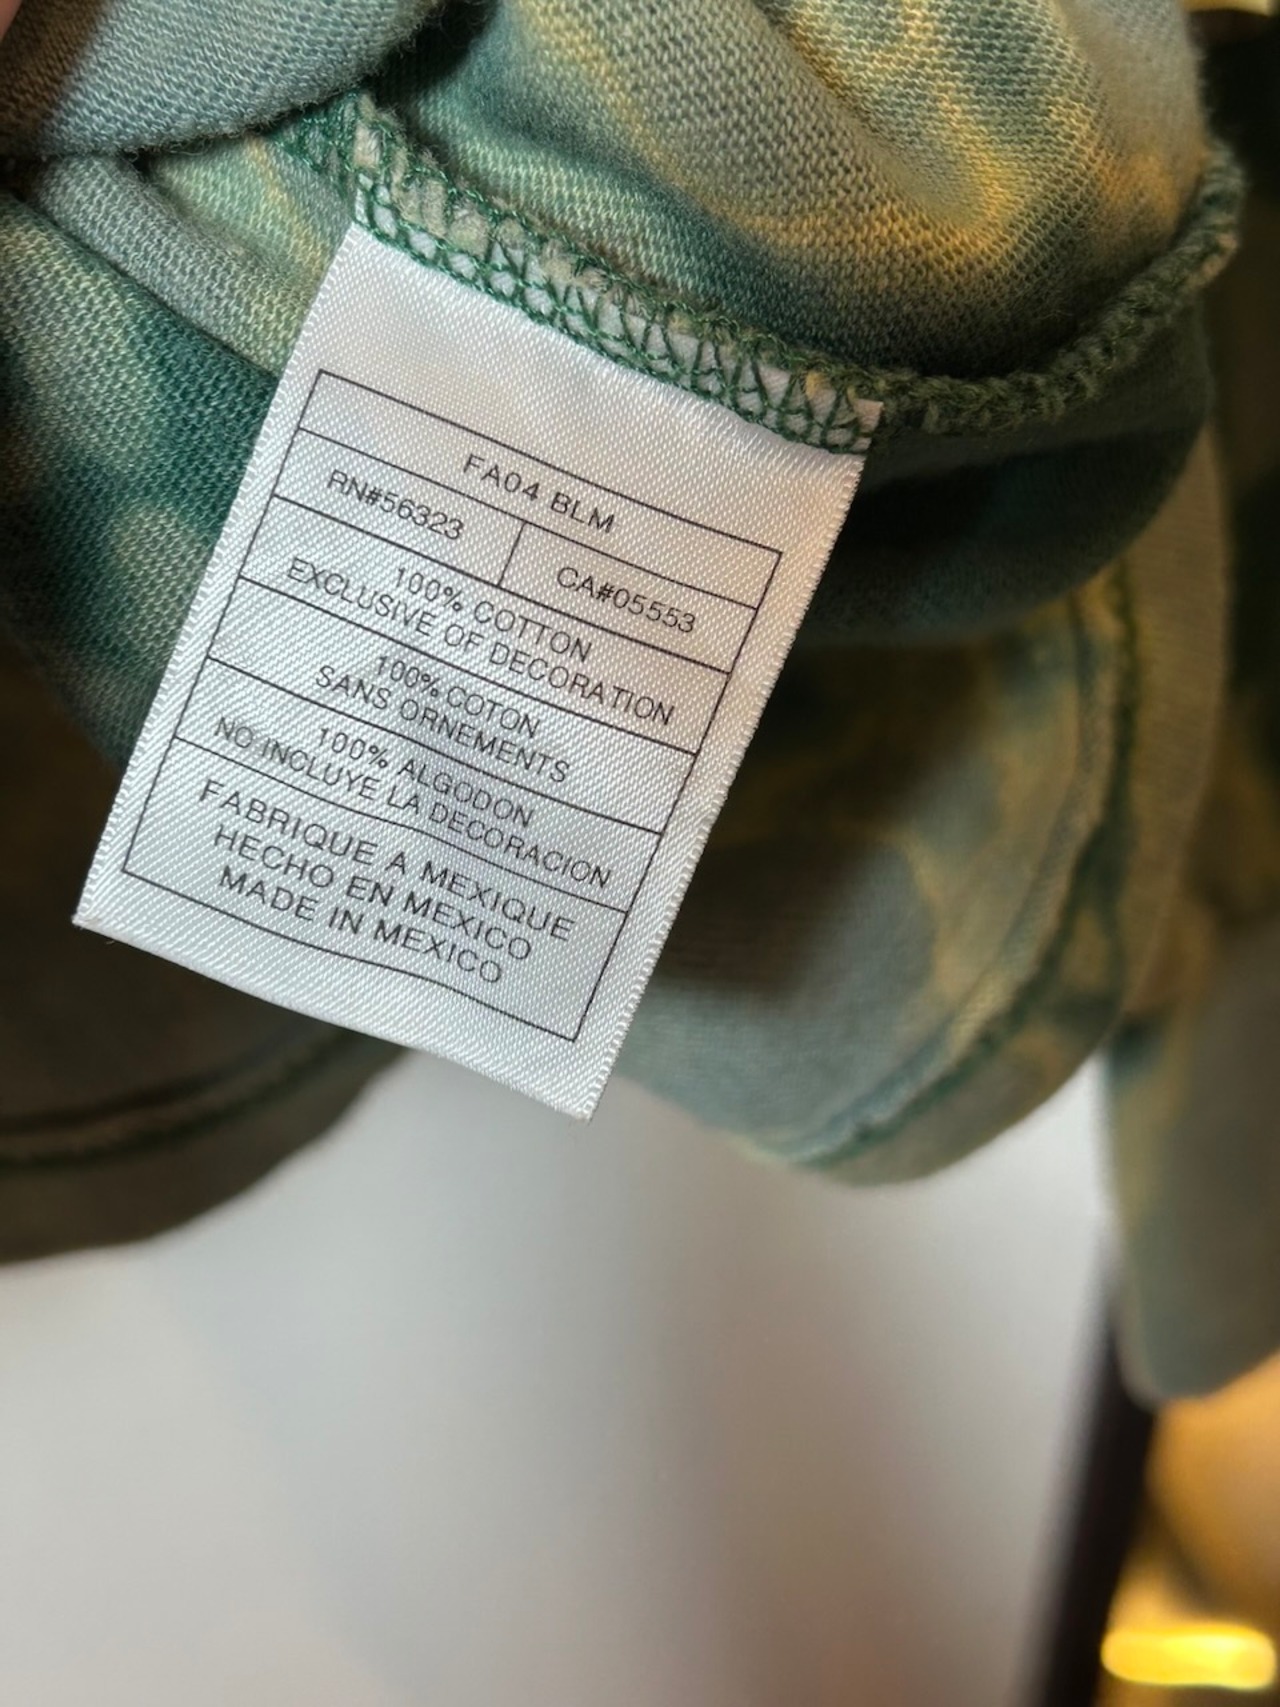 FA04 BLM
RN#56323
CA#05553
100% COTTON
EXCLUSIVE OF DECORATION
100% COTON
SANS ORNEMENTS
100% ALGODON
NO INCLUYE LA DECORACION
FABRIQUE A MEXIQUE
HECHO EN MEXICO
MADE IN MEXICO